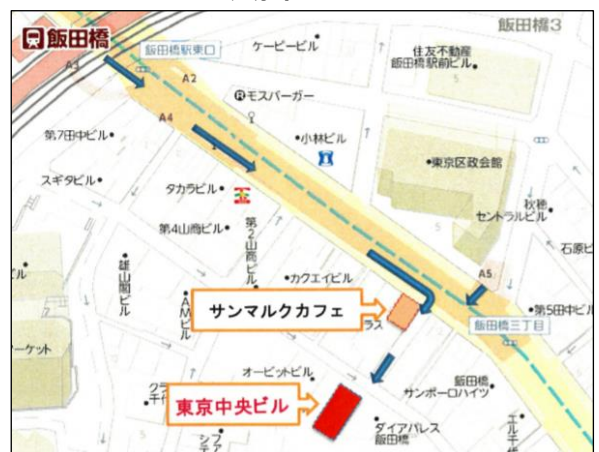 飯田橋
飯田橋3
飯田橋駅東口
ケービービル
住友不動産
飯田橋駅前ビル
A3
A2
モスバーガー
A4
第7田中ビル
小林ビル
東京区政会館
スギタビル
タカラビル
秋穂
セントラルビル
第4山商ビル
第2山商ビル
石原ビ
雄山閣ビル
カクエイビル
A5
ル
AMビル
サンマルクカフェ
ラス
第5田中ビル
飯田橋三丁目
ーケット
オービットビル
飯田橋
サンポーロハイツ
東京中央ビル
ダイアパレス
飯田橋